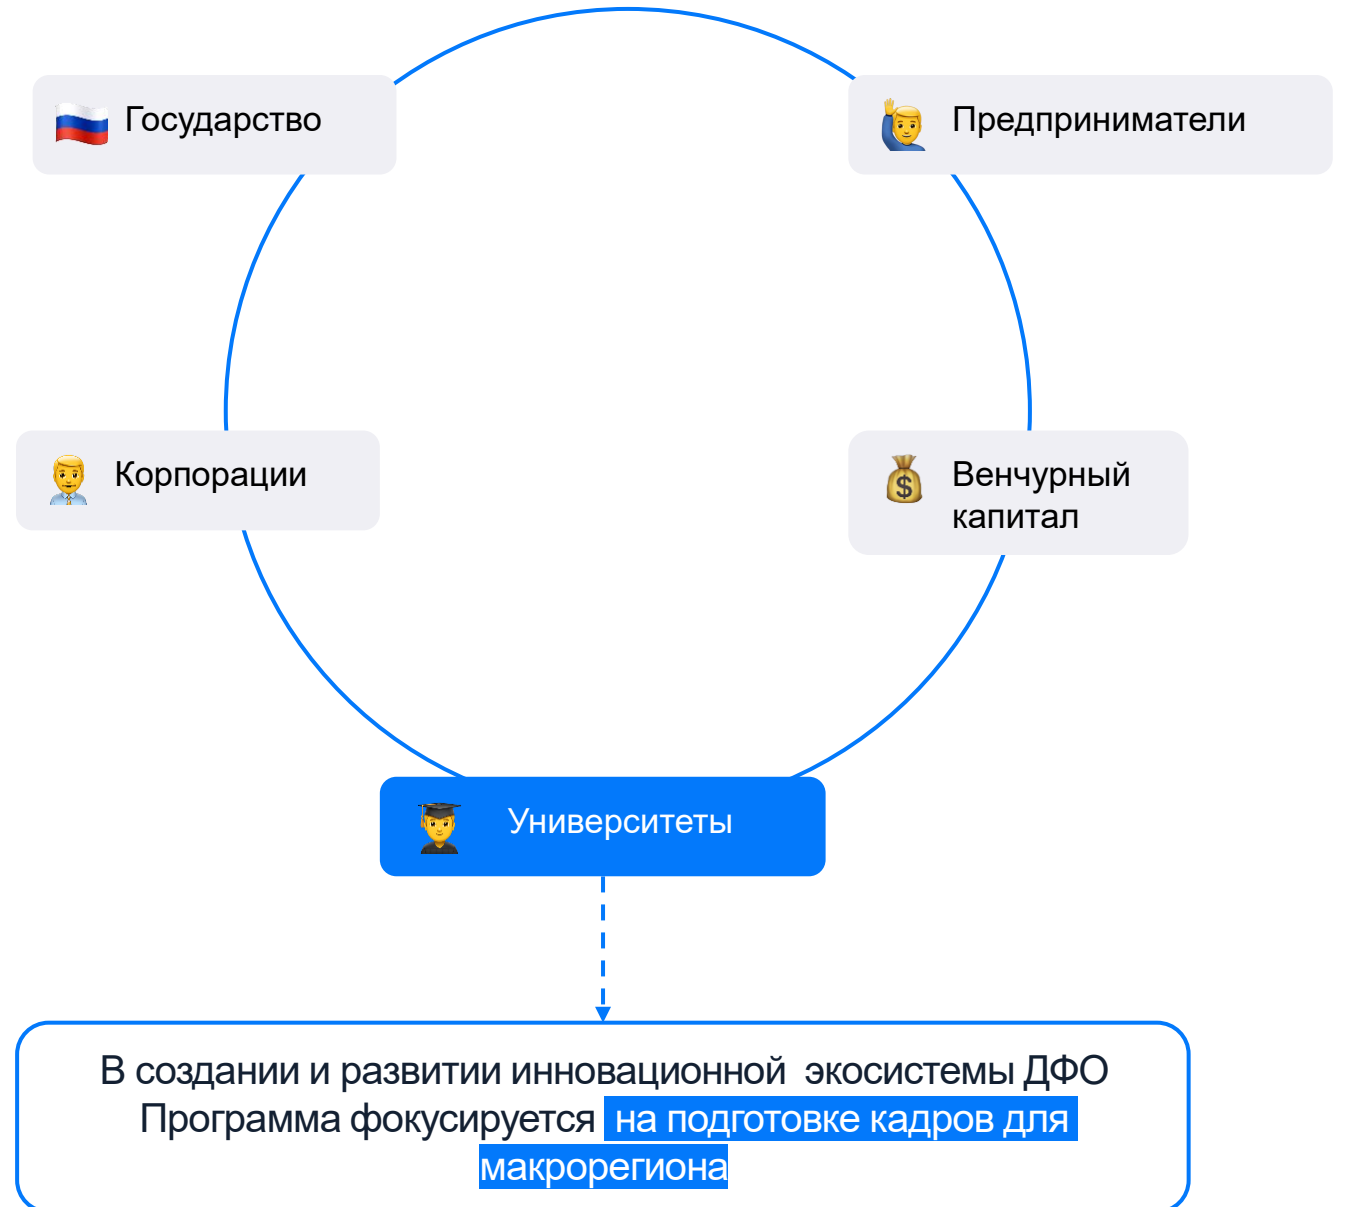 Государство
Предприниматели
Корпорации
Венчурный
капитал
Университеты
В создании и развитии инновационной экосистемы ДФО
Программа фокусируется на подготовке кадров для
макрорегиона